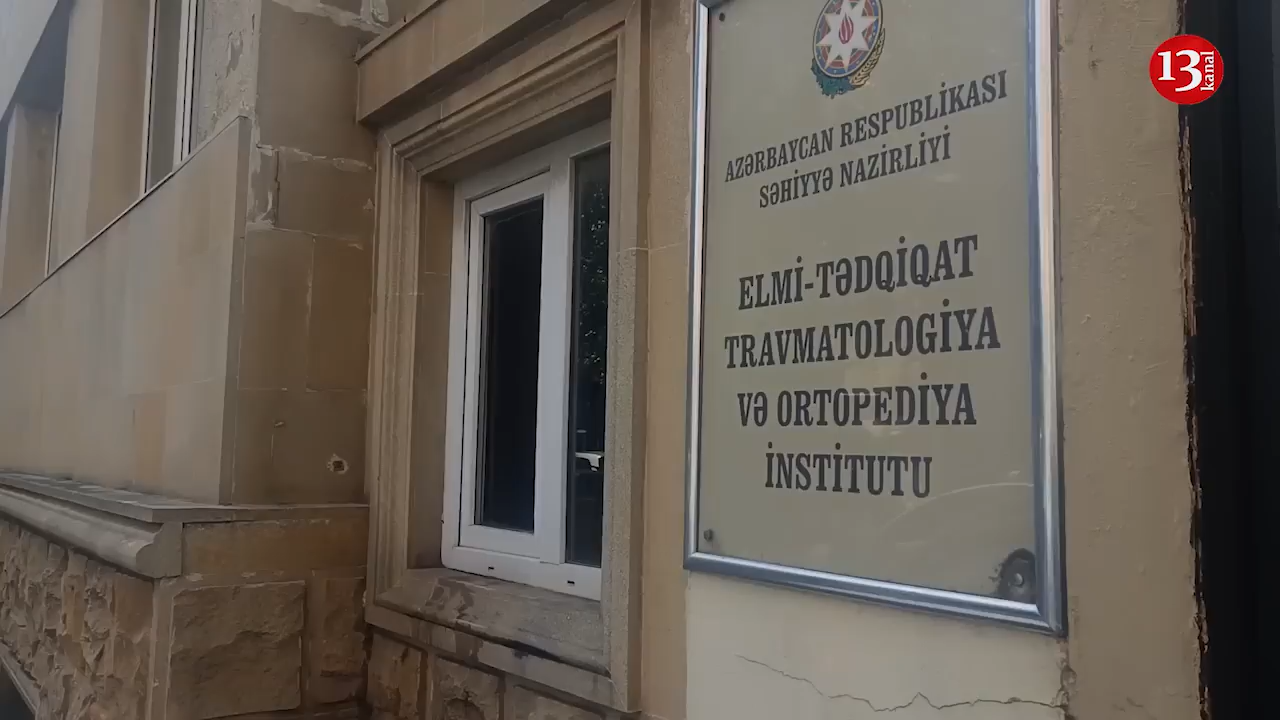 AZƏRBAYCAN RESPUBLİKASI
SƏHİYYƏ NAZİRLİYİ
ELMİ-TƏDQİQAT
TRAVMATOLOGİYA
VƏ ORTOPEDİYA
İNSTİTUTU
13 kanal